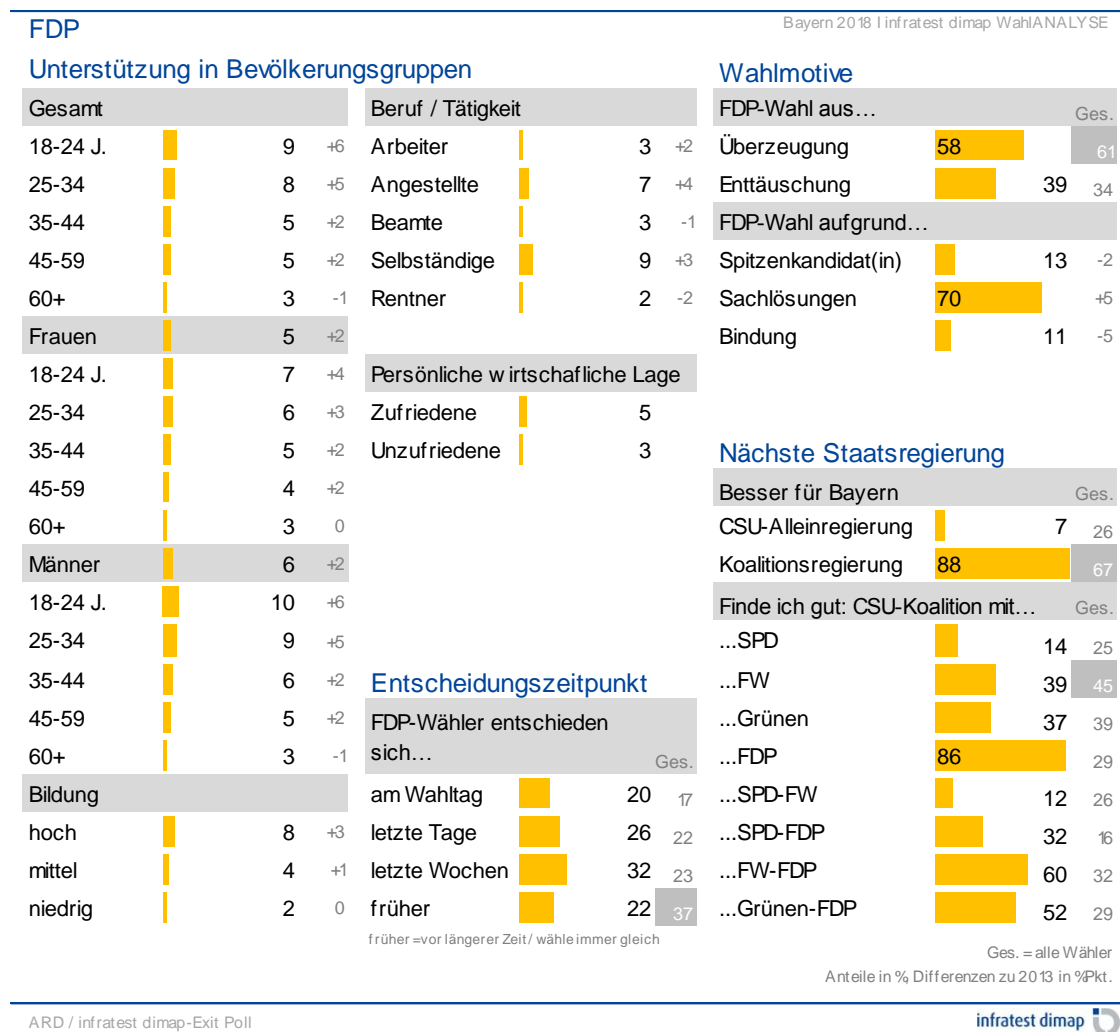 FDP
Bayern 2018 I infratest dimap WahlANALYSE
Unterstützung in Bevölkerungsgruppen
Gesamt
18-24 J. 9 +6
25-34 8 +5
35-44 5 +2
45-59 5 +2
60+ 3 -1
Frauen 5 +2
18-24 J. 7 +4
25-34 6 +3
35-44 5 +2
45-59 4 +2
60+ 3 0
Männer 6 +2
18-24 J. 10 +6
25-34 9 +5
35-44 6 +2
45-59 5 +2
60+ 3 -1
Bildung
hoch 8 +3
mittel 4 +1
niedrig 2 0
Beruf / Tätigkeit
Arbeiter 3 +2
Angestellte 7 +4
Beamte 3 -1
Selbständige 9 +3
Rentner 2 -2
Persönliche wirtschafliche Lage
Zufriedene 5
Unzufriedene 3
Entscheidungszeitpunkt
FDP-Wähler entschieden
sich… Ges.
am Wahltag 20 17
letzte Tage 26 22
letzte Wochen 32 23
früher 22 37
früher =vor längerer Zeit/ wähle immer gleich
Wahlmotive
FDP-Wahl aus… Ges.
Überzeugung 58 61
Enttäuschung 39 34
FDP-Wahl aufgrund…
Spitzenkandidat(in) 13 -2
Sachlösungen 70 +5
Bindung 11 -5
Nächste Staatsregierung
Besser für Bayern Ges.
CSU-Alleinregierung 7 26
Koalitionsregierung 88 67
Finde ich gut: CSU-Koalition mit… Ges.
...SPD 14 25
...FW 39 45
...Grünen 37 39
...FDP 86 29
...SPD-FW 12 26
...SPD-FDP 32 16
...FW-FDP 60 32
...Grünen-FDP 52 29
Ges. = alle Wähler
Anteile in %, Differenzen zu 2013 in %Pkt.
ARD / infratest dimap-Exit Poll
infratest dimap